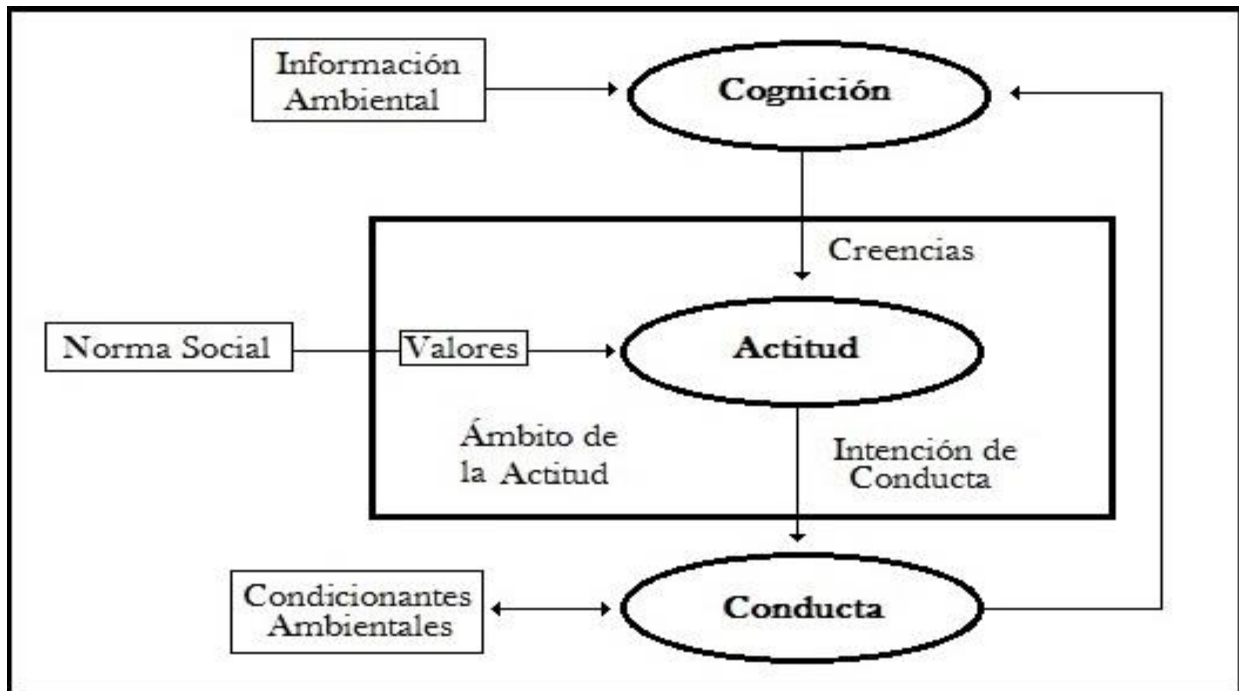 Información
Ambiental
Cognición
Creencias
Norma Social
Valores
Actitud
Ámbito de
la Actitud
Intención de
Conducta
Condicionantes
Ambientales
Conducta